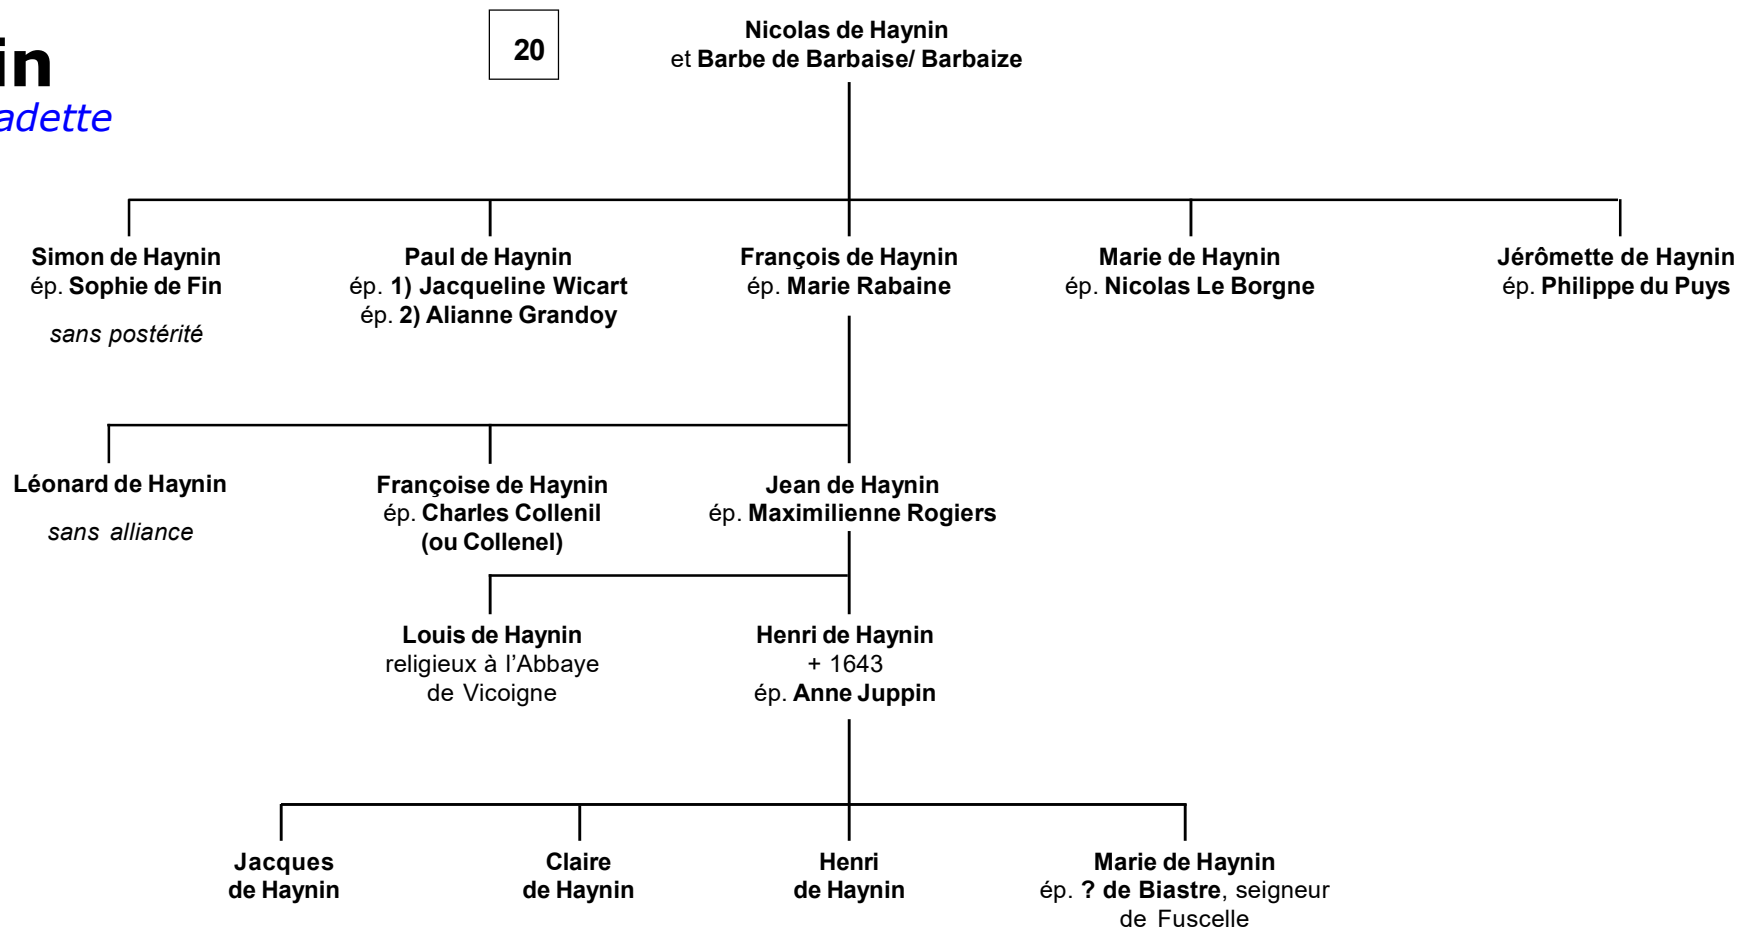 in
adette
20
Nicolas de Haynin
et Barbe de Barbaise/ Barbaize
Simon de Haynin
ép. Sophie de Fin
sans postérité
Paul de Haynin
ép. 1) Jacqueline Wicart
ép. 2) Alianne Grandoy
François de Haynin
ép. Marie Rabaine
Marie de Haynin
ép. Nicolas Le Borgne
Jérômette de Haynin
ép. Philippe du Puys
Léonard de Haynin
sans alliance
Françoise de Haynin
ép. Charles Collenil
(ou Collenel)
Jean de Haynin
ép. Maximilienne Rogiers
Louis de Haynin
religieux à l’Abbaye
de Vicoigne
Henri de Haynin
+ 1643
ép. Anne Juppin
Jacques
de Haynin
Claire
de Haynin
Henri
de Haynin
Marie de Haynin
ép. ? de Biastre, seigneur
de Fuscelle